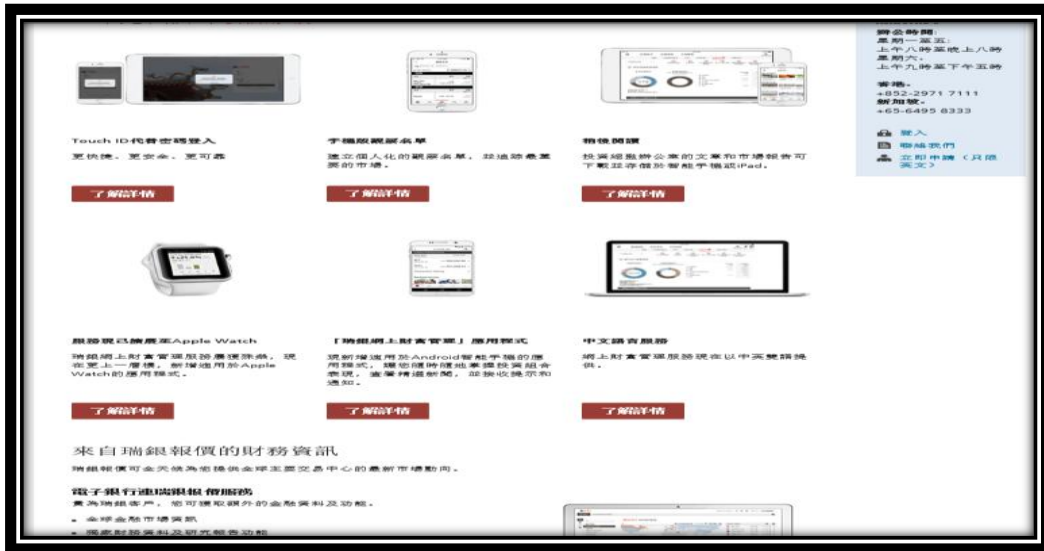 辦公時間:
星期一至五:
上午八時至晚上八時
星期六:
上午九時至下午五時
香港:
+852-2971 7111
新加坡:
+65-6495 8333
登入
聯絡我們
立即申請（只限
英文）
Touch ID代替密碼登入
更快捷、更安全、更可靠
了解詳情
手機版觀察名單
建立個人化的觀察名單，並追蹤最重
要的市場。
了解詳情
稍後閱讀
投資總監辦公室的文章和市場報告可
下載並存儲於智能手機或iPad。
了解詳情
服務現已擴展至Apple Watch
瑞銀網上財富管理服務屢獲殊榮，現
在更上一層樓，新增適用於Apple
Watch的應用程式。
了解詳情
「瑞銀網上財富管理」應用程式
現新增適用於Android智能手機的應
用程式，讓您隨時隨地掌握投資組合
表現，查看精選新聞，並接收提示和
通知。
了解詳情
中文語言服務
網上財富管理服務現在以中英雙語提
供。
了解詳情
來自瑞銀報價的財務資訊
瑞銀報價可全天候為您提供全球主要交易中心的最新市場動向。
電子銀行連瑞銀報價服務
貴為瑞銀客戶，您可獲取額外的金融資料及功能。
全球金融市場資訊
獨家財務資料及研究報告功能